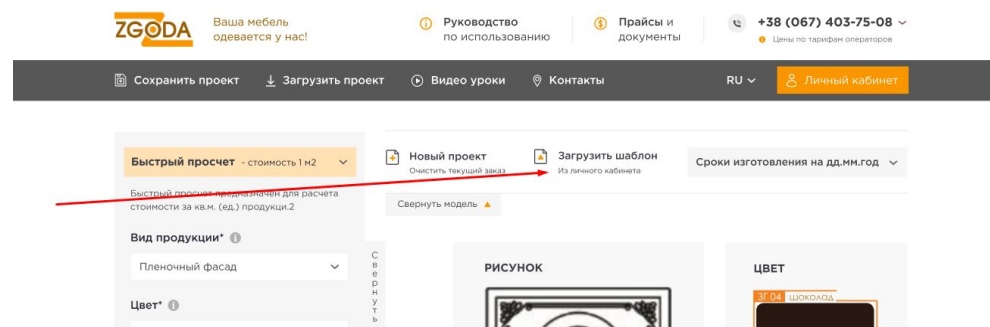 ZGODA
Ваша мебель
одевается у нас!
Руководство
по использованию
Прайсы и
документы
+38 (067) 403-75-08
Цены по тарифам операторов
Сохранить проект
Загрузить проект
Видео уроки
Контакты
RU
Личный кабинет
Быстрый просчет - стоимость 1 м2
Новый проект
Очистить текущий заказ
Загрузить шаблон
Из личного кабинета
Сроки изготовления на дд.мм.год
Быстрый просчет предназначен для расчета
стоимости за кв.м. (ед.) продукци.2
Свернуть модель
Вид продукции*
Пленочный фасад
Свернуть
РИСУНОК
ЦВЕТ
ЗГ 04 ШОКОЛАД
Цвет*